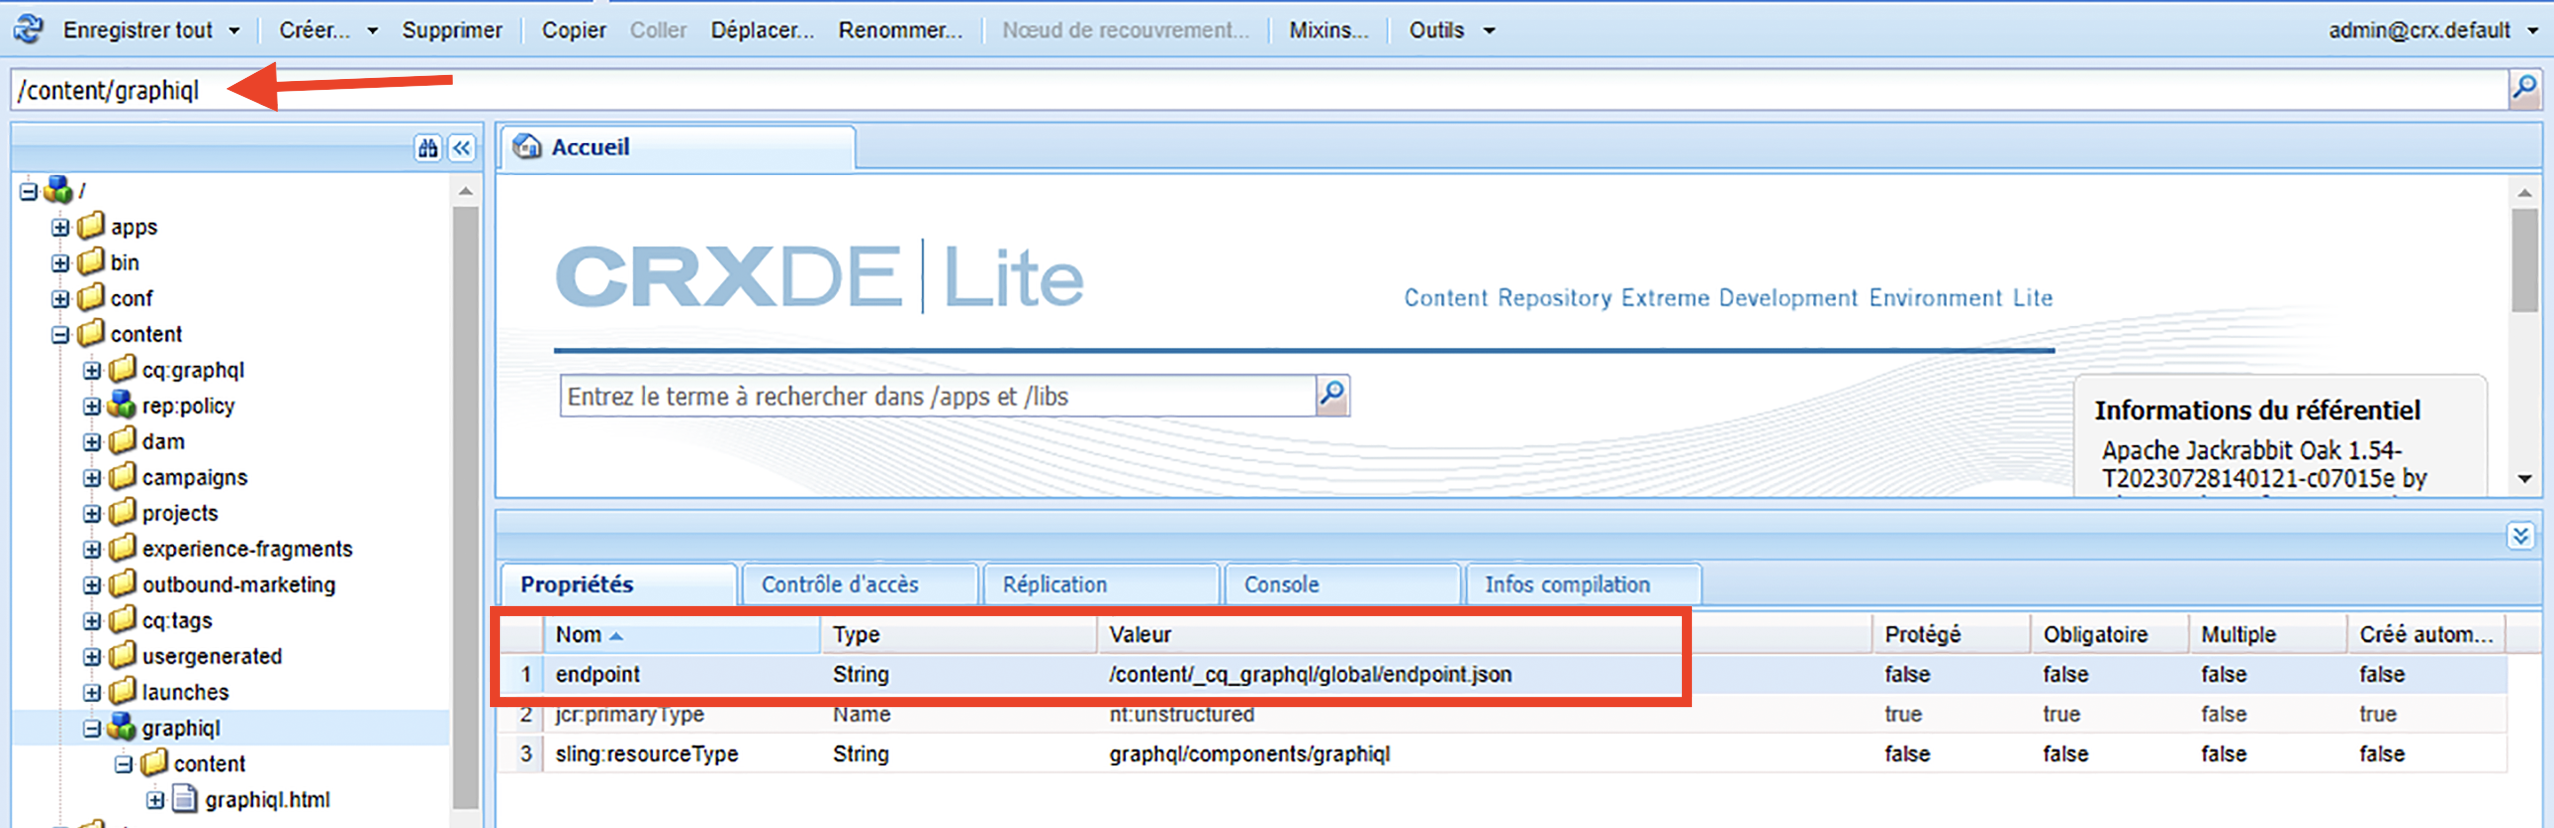 Enregistrer tout Créer... Supprimer Copier Coller Déplacer... Renommer... Nœud de recouvrement... Mixins... Outils admin@crx.default
/content/graphiql
Accueil
/
apps
bin
conf
content
cq:graphql
rep:policy
dam
campaigns
projects
experience-fragments
outbound-marketing
cq:tags
usergenerated
launches
graphiql
content
graphiql.html
CRXDE | Lite
Content Repository Extreme Development Environment Lite
Entrez le terme à rechercher dans /apps et /libs
Informations du référentiel
Apache Jackrabbit Oak 1.54-
T20230728140121-c07015e by
Propriétés Contrôle d'accès Réplication Console Infos compilation
Nom Type Valeur Protégé Obligatoire Multiple Créé autom...
1 endpoint String /content/_cq_graphql/global/endpoint.json false false false false
2 jcr:primaryType Name nt:unstructured true true false true
3 sling:resourceType String graphql/components/graphiql false false false false